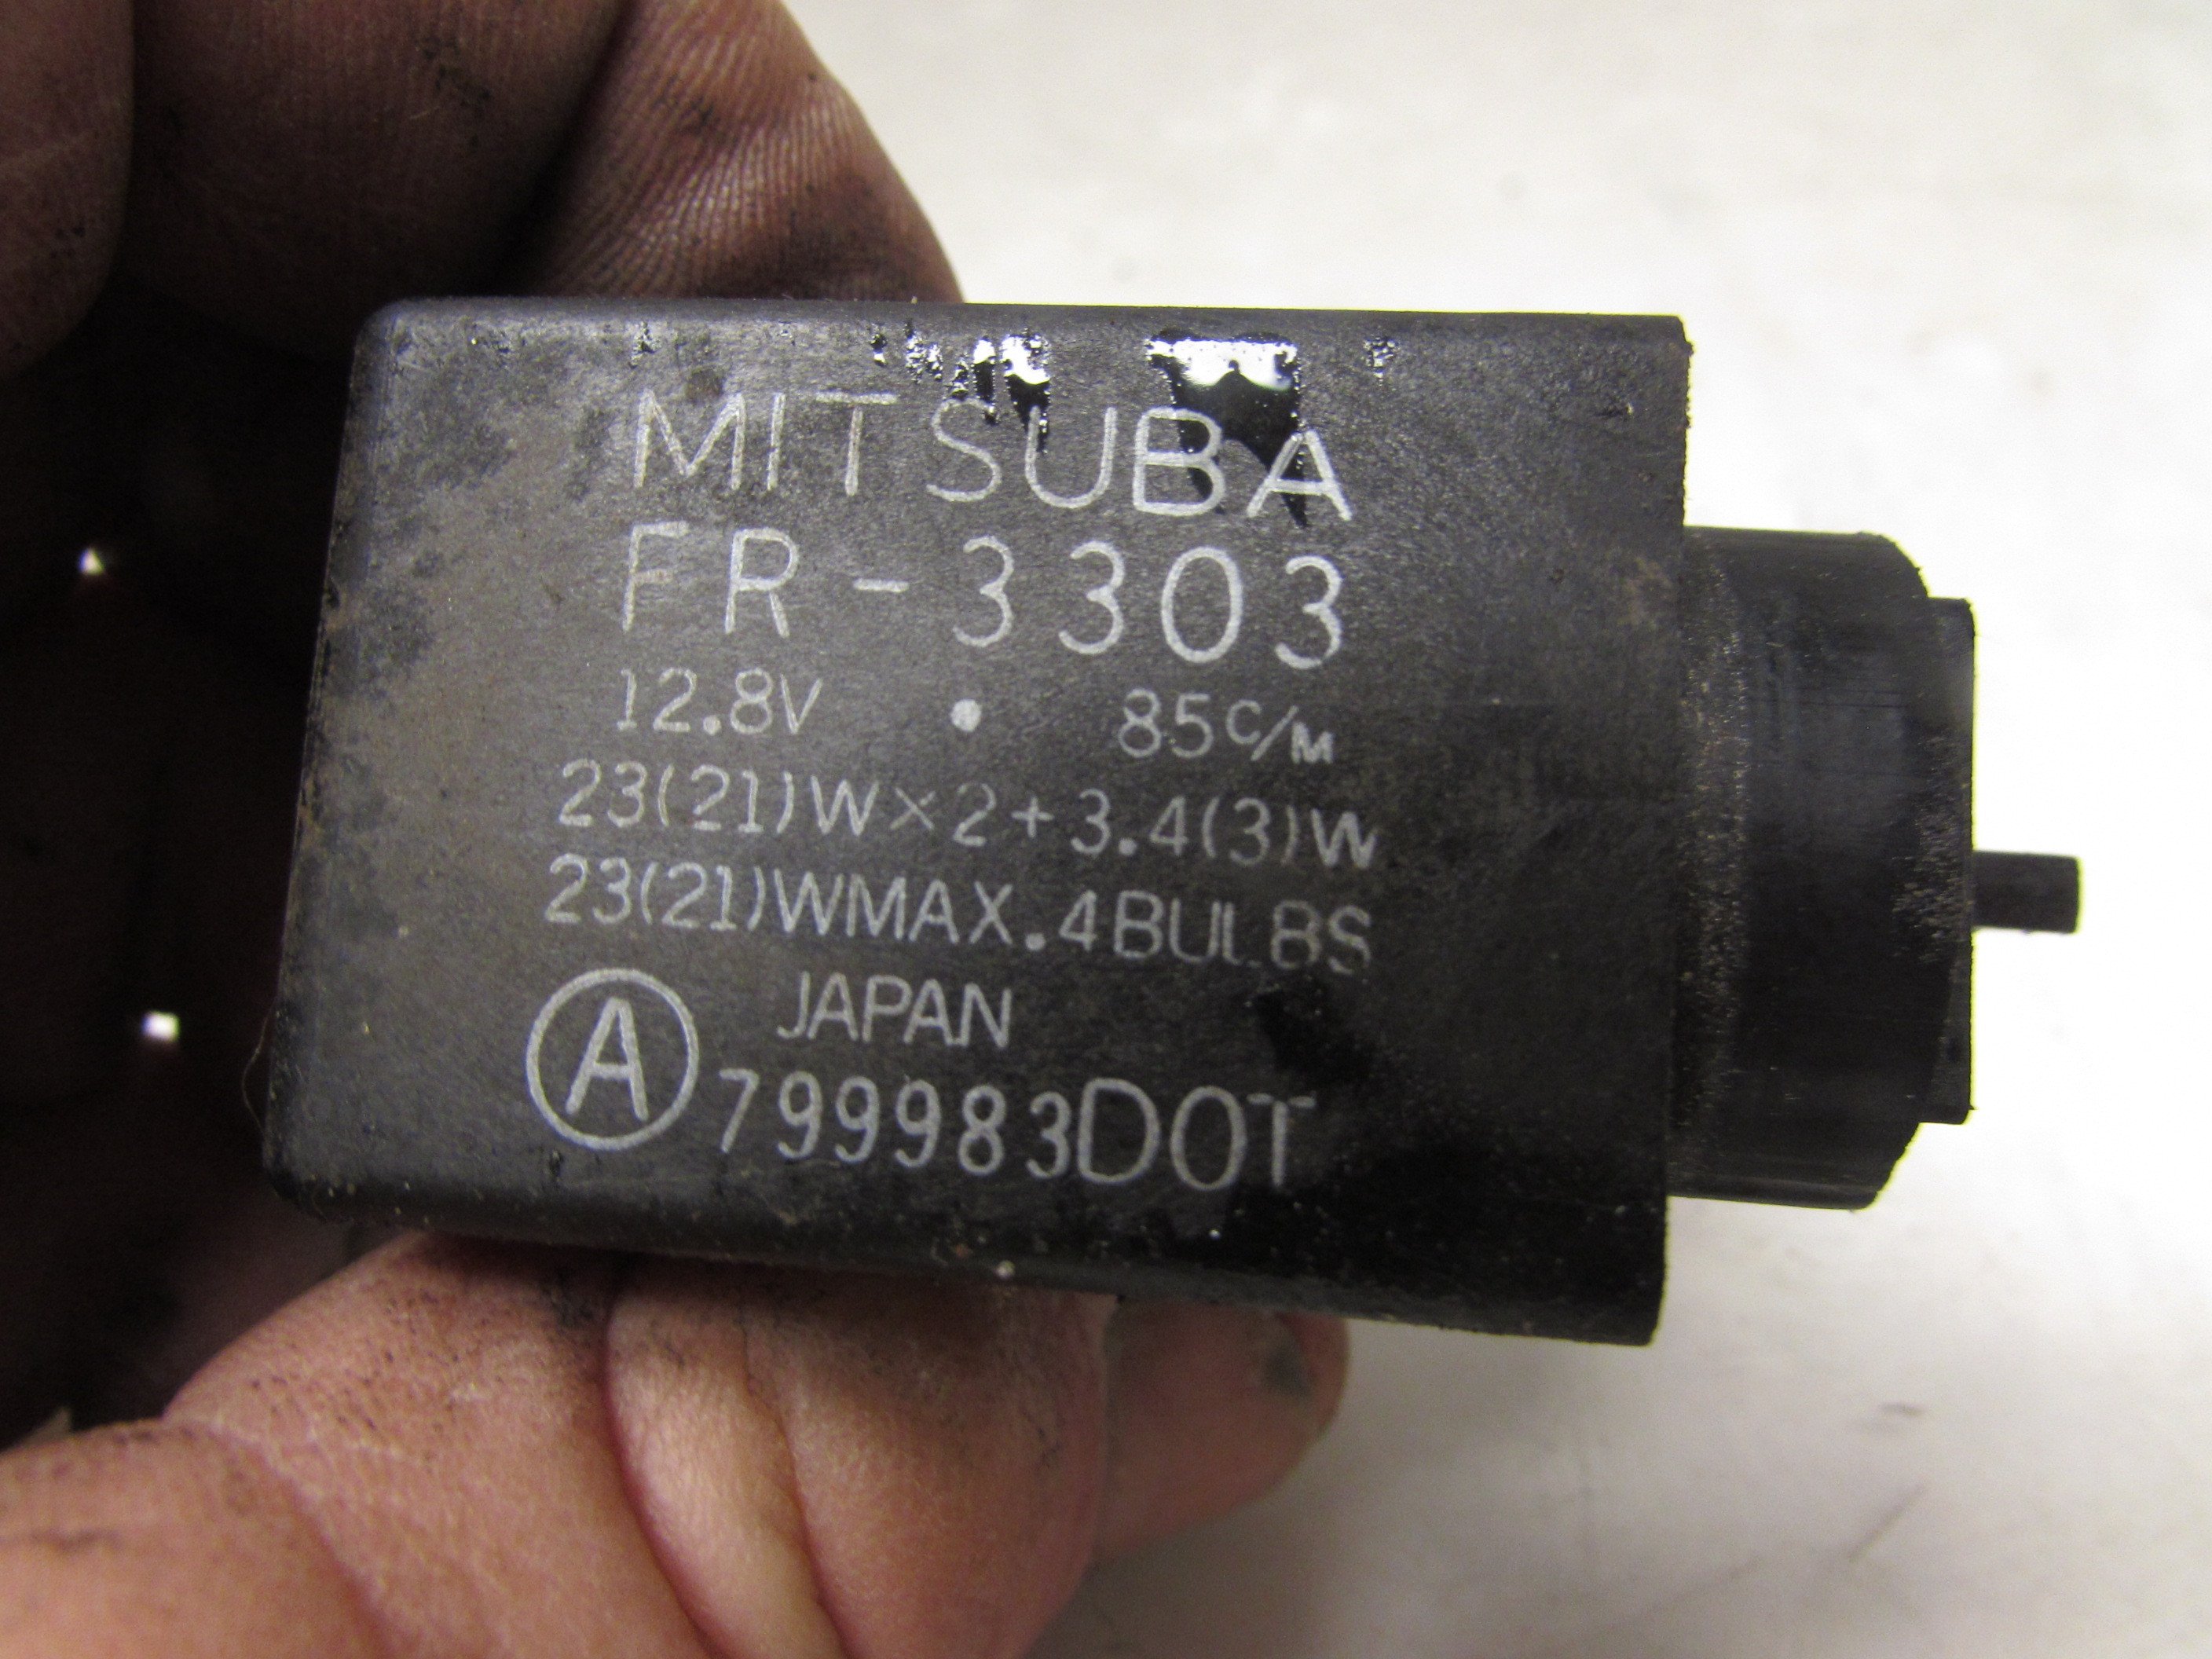 MITSUBA
FR-3303
12.8V • 85C/M
23(21)W×2+3.4(3)W
23(21)WMAX.4BULBS
JAPAN
Ⓐ 799983DOT